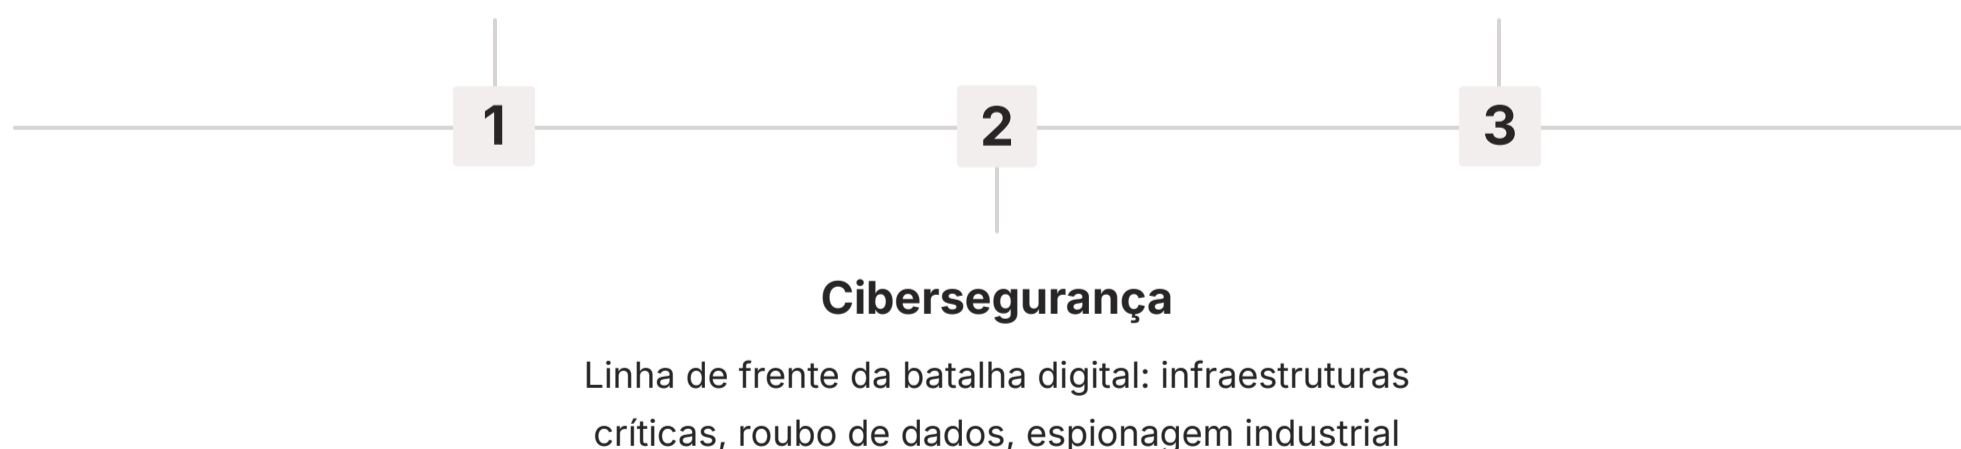 1
2
3
Cibersegurança
Linha de frente da batalha digital: infraestruturas
críticas, roubo de dados, espionagem industrial